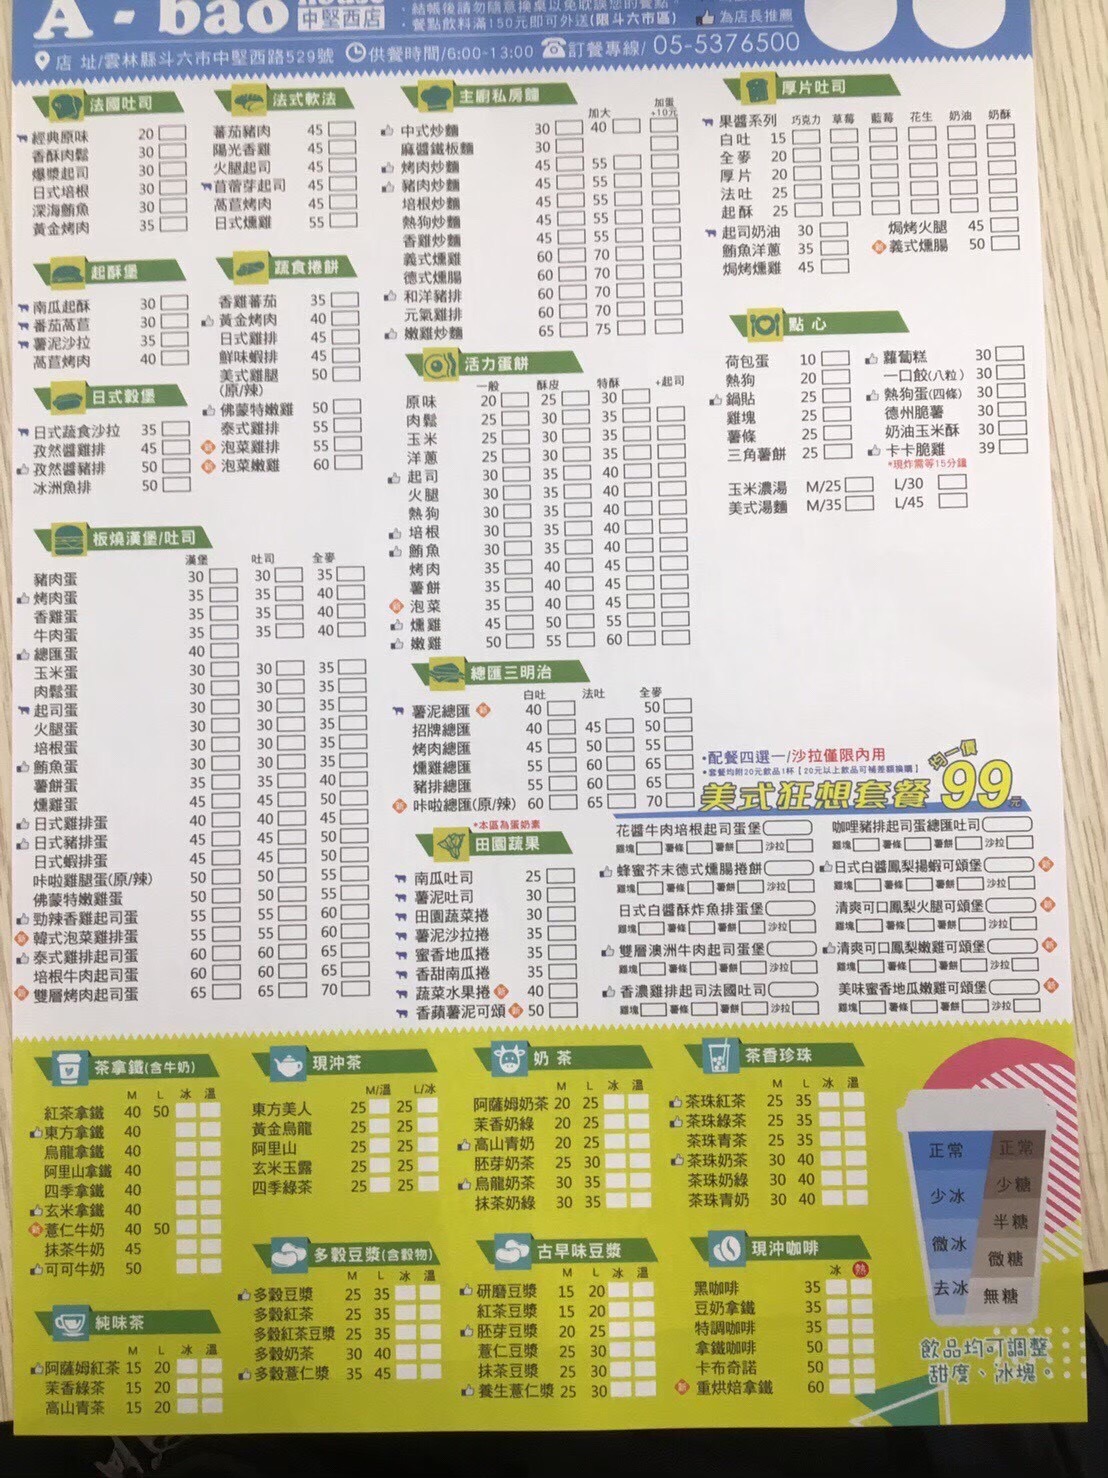 A - bao house
中堅西店
結帳後請勿隨意換桌以免耽誤您的餐點。
餐點飲料滿150元即可外送(限斗六市區)
為店長推薦
店 址/雲林縣斗六市中堅西路529號 供餐時間/6:00-13:00 訂餐專線/ 05-5376500
法國吐司
經典原味 20
香酥肉鬆 30
爆漿起司 30
日式培根 30
深海鮪魚 30
黃金烤肉 35
起酥堡
南瓜起酥 30
番茄萵苣 30
薯泥沙拉 35
萵苣烤肉 40
日式穀堡
日式蔬食沙拉 35
孜然醬雞排 45
孜然醬豬排 50
冰洲魚排 50
法式軟法
蕃茄豬肉 45
陽光香雞 45
火腿起司 45
苜蓿芽起司 45
萵苣烤肉 45
日式燻雞 55
蔬食捲餅
香雞蕃茄 35
黃金烤肉 40
日式雞排 45
鮮味蝦排 45
美式雞腿 50
(原/辣)
佛蒙特嫩雞 50
泰式雞排 55
泡菜雞排 55
泡菜嫩雞 60
板燒漢堡/吐司
漢堡 吐司 全麥
豬肉蛋 30 30 35
烤肉蛋 35 35 40
香雞蛋 35 35 40
牛肉蛋 35 35 40
總匯蛋 40
玉米蛋 30 30 35
肉鬆蛋 30 30 35
起司蛋 30 30 35
火腿蛋 30 30 35
培根蛋 30 30 35
鮪魚蛋 30 30 35
薯餅蛋 35 35 40
燻雞蛋 45 45 50
日式雞排蛋 40 40 45
日式豬排蛋 45 45 50
日式蝦排蛋 45 45 50
咔啦雞腿蛋(原/辣) 50 50 55
佛蒙特嫩雞蛋 50 50 55
勁辣香雞起司蛋 55 55 60
韓式泡菜雞排蛋 55 55 60
泰式雞排起司蛋 60 60 65
培根牛肉起司蛋 60 60 65
雙層烤肉起司蛋 65 65 70
主廚私房麵
加大 加蛋+10元
中式炒麵 30 40
麻醬鐵板麵 30
烤肉炒麵 45 55
豬肉炒麵 45 55
培根炒麵 45 55
熱狗炒麵 45 55
香雞炒麵 45 55
義式燻雞 60 70
德式燻腸 60 70
和洋豬排 60 70
元氣雞排 60 70
嫩雞炒麵 65 75
活力蛋餅
一般 酥皮 特酥 +起司
原味 20 25 30
肉鬆 25 30 35
玉米 25 30 35
洋蔥 25 30 35
起司 30 35 40
火腿 30 35 40
熱狗 30 35 40
培根 30 35 40
鮪魚 30 35 40
烤肉 35 40 45
薯餅 35 40 45
泡菜 35 40 45
燻雞 45 50 55
嫩雞 50 55 60
總匯三明治
白吐 法吐 全麥
薯泥總匯 40 50
招牌總匯 40 45 50
烤肉總匯 45 50 55
燻雞總匯 55 60 65
豬排總匯 55 60 65
咔啦總匯(原/辣) 60 65 70
*本區為蛋奶素
田園蔬果
南瓜吐司 25
薯泥吐司 30
田園蔬菜捲 30
薯泥沙拉捲 35
蜜香地瓜捲 35
香甜南瓜捲 35
蔬菜水果捲 40
香蘋薯泥可頌 50
厚片吐司
果醬系列 巧克力 草莓 藍莓 花生 奶油 奶酥
白吐 15
全麥 20
厚片 20
法吐 25
起酥 25
起司奶油 30 焗烤火腿 45
鮪魚洋蔥 35 義式燻腸 50
焗烤燻雞 45
點心
荷包蛋 10 蘿蔔糕 30
熱狗 20 一口餃(八粒) 30
鍋貼 25 熱狗蛋(四條) 30
雞塊 25 德州脆薯 30
薯條 25 奶油玉米酥 30
三角薯餅 25 卡卡脆雞 39
*現炸需等15分鐘
玉米濃湯 M/25 L/30
美式湯麵 M/35 L/45
•配餐四選一/沙拉僅限內用
•套餐均附20元飲品1杯【20元以上飲品可補差額換購】
美式狂想套餐 均一價 99元
花醬牛肉培根起司蛋堡 咖哩豬排起司蛋總匯吐司
雞塊 薯條 薯餅 沙拉 雞塊 薯條 薯餅 沙拉
蜂蜜芥末德式燻腸捲餅 日式白醬鳳梨揚蝦可頌堡
雞塊 薯條 薯餅 沙拉 雞塊 薯條 薯餅 沙拉
日式白醬酥炸魚排蛋堡 清爽可口鳳梨火腿可頌堡
雞塊 薯條 薯餅 沙拉 雞塊 薯條 薯餅 沙拉
雙層澳洲牛肉起司蛋堡 清爽可口鳳梨嫩雞可頌堡
雞塊 薯條 薯餅 沙拉 雞塊 薯條 薯餅 沙拉
香濃雞排起司法國吐司 美味蜜香地瓜嫩雞可頌堡
雞塊 薯條 薯餅 沙拉 雞塊 薯條 薯餅 沙拉
茶拿鐵(含牛奶)
M L 冰 溫
紅茶拿鐵 40 50
東方拿鐵 40
烏龍拿鐵 40
阿里山拿鐵 40
四季拿鐵 40
玄米拿鐵 40
薏仁牛奶 40 50
抹茶牛奶 45
可可牛奶 50
純味茶
M L 冰 溫
阿薩姆紅茶 15 20
茉香綠茶 15 20
高山青茶 15 20
現沖茶
M/溫 L/冰
東方美人 25 25
黃金烏龍 25 25
阿里山 25 25
玄米玉露 25 25
四季綠茶 25 25
多穀豆漿(含穀物)
M L 冰 溫
多穀豆漿 25 35
多穀紅茶 25 35
多穀紅茶豆漿 25 35
多穀奶茶 30 40
多穀薏仁漿 35 45
奶茶
M L 冰 溫
阿薩姆奶茶 20 25
茉香奶綠 20 25
高山青奶 20 25
胚芽奶茶 25 30
烏龍奶茶 30 35
抹茶奶綠 30 35
古早味豆漿
M L 冰 溫
研磨豆漿 15 20
紅茶豆漿 15 20
胚芽豆漿 20 25
薏仁豆漿 25 30
抹茶豆漿 25 30
養生薏仁漿 25 30
茶香珍珠
M L 冰 溫
茶珠紅茶 25 35
茶珠綠茶 25 35
茶珠青茶 25 35
茶珠奶茶 30 40
茶珠奶綠 30 40
茶珠青奶 30 40
現沖咖啡
冰 熱
黑咖啡 35
豆奶拿鐵 35
特調咖啡 35
拿鐵咖啡 50
卡布奇諾 50
重烘焙拿鐵 60
正常 正常
少冰 少糖
半糖
微冰 微糖
去冰 無糖
飲品均可調整
甜度、冰塊。